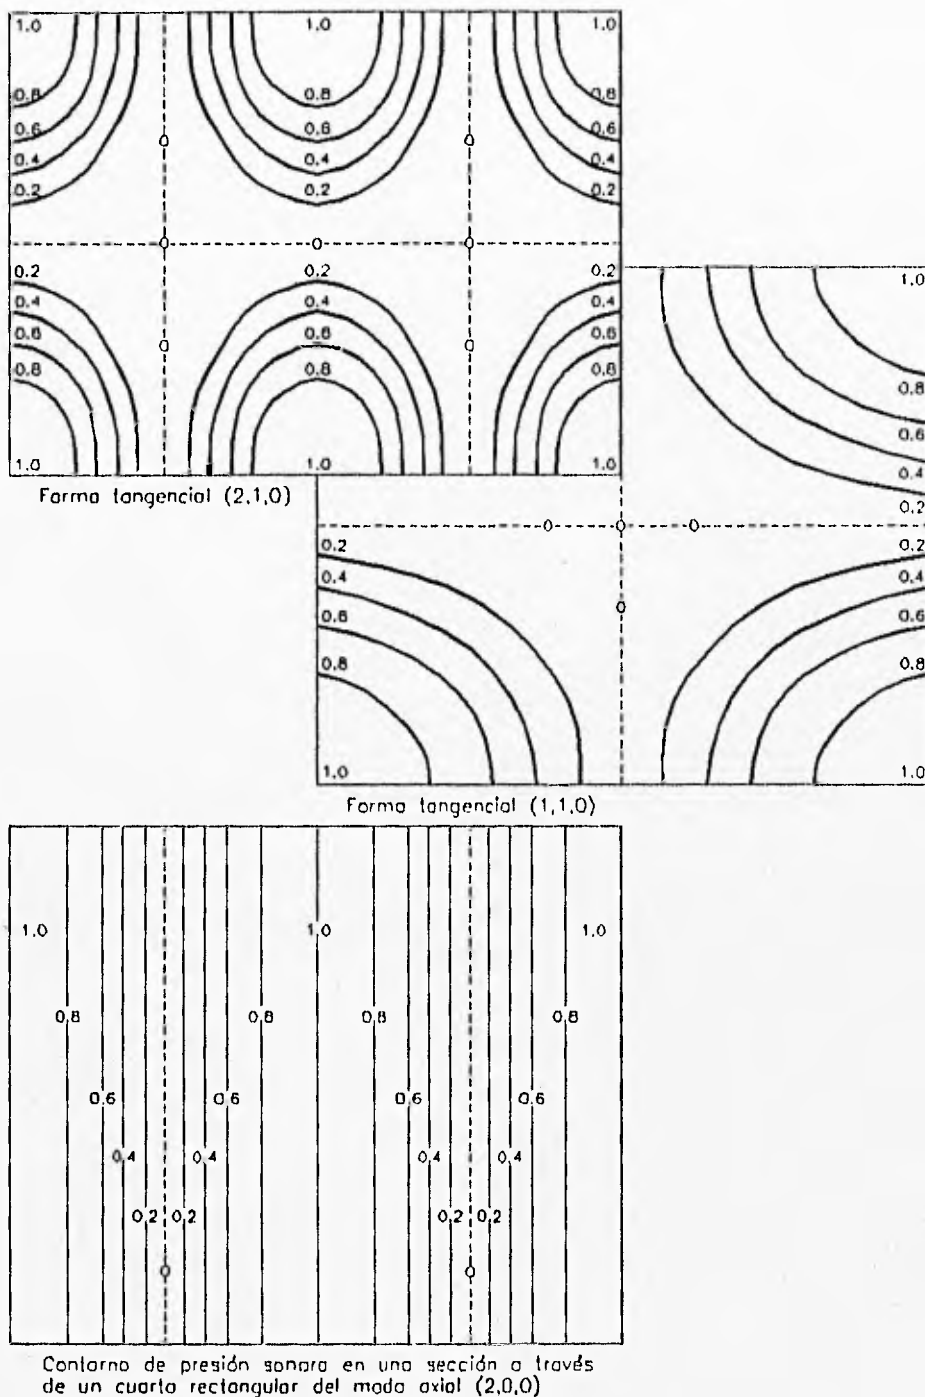 1.0 1.0 1.0
0.8 0.8 0.8
0.6 0.6 0.6
0.4 0.4 0.4
0.2 0.2 0.2
0 0
0 0 0
0.2 0.2 0.2
0.4 0.4 0.4
0.6 0.6 0.6
0.8 0.8 0.8
0 0
1.0 1.0 1.0
Forma tangencial (2,1,0)
1.0
0.8
0.6
0.4
0.2
0 0 0
0.2 0.2
0.4 0.4
0.6 0.6
0.8 0.8
0
1.0 1.0
Forma tangencial (1,1,0)
1.0 1.0 1.0
0.8 0.8 0.8 0.8
0.6 0.6 0.6 0.6
0.4 0.4 0.4 0.4
0.2 0.2 0.2 0.2
0 0
Contorno de presión sonora en una sección a través
de un cuarto rectangular del modo axial (2,0,0)